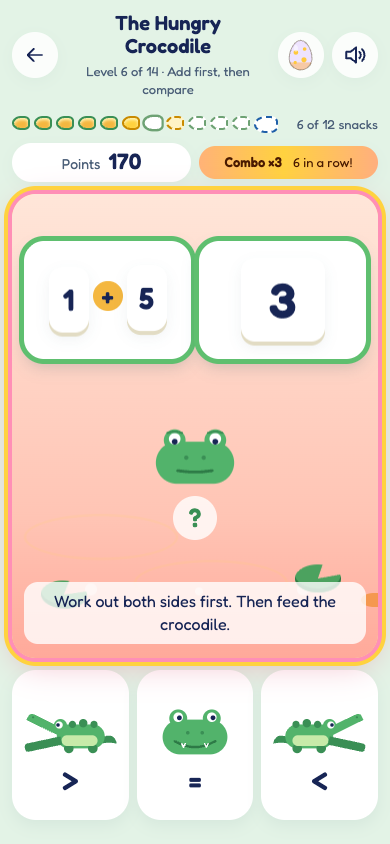 The Hungry
Crocodile
Level 6 of 14 · Add first, then
compare
6 of 12 snacks
Points 170
Combo ×3 6 in a row!
1 + 5
3
?
Work out both sides first. Then feed the
crocodile.
> = <